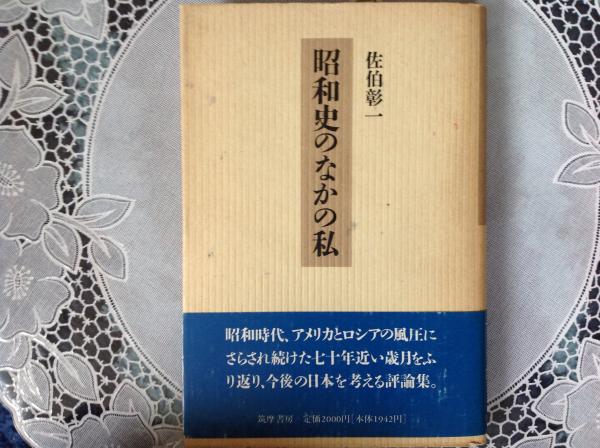 佐伯彰一
昭和史のなかの私
昭和時代、アメリカとロシアの風圧に
さらされ続けた七十年近い歳月をふ
り返り、今後の日本を考える評論集。
筑摩書房 定価2000円[本体1942円]